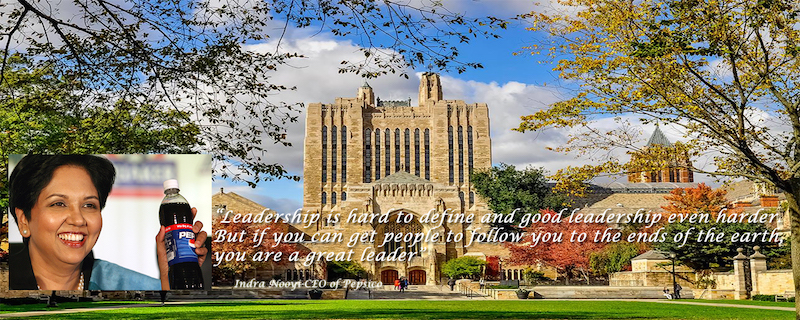 PEPSI
"Leadership is hard to define and good leadership even harder.
But if you can get people to follow you to the ends of the earth,
you are a great leader"
Indra Nooyi-CEO of Pepsico